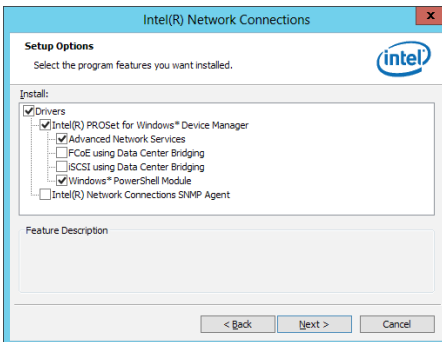 Intel(R) Network Connections
x
Setup Options
Select the program features you want installed.
intel
Install:
Drivers
Intel(R) PROSet for Windows* Device Manager
Advanced Network Services
FCoE using Data Center Bridging
iSCSI using Data Center Bridging
Windows* PowerShell Module
Intel(R) Network Connections SNMP Agent
Feature Description
< Back Next > Cancel